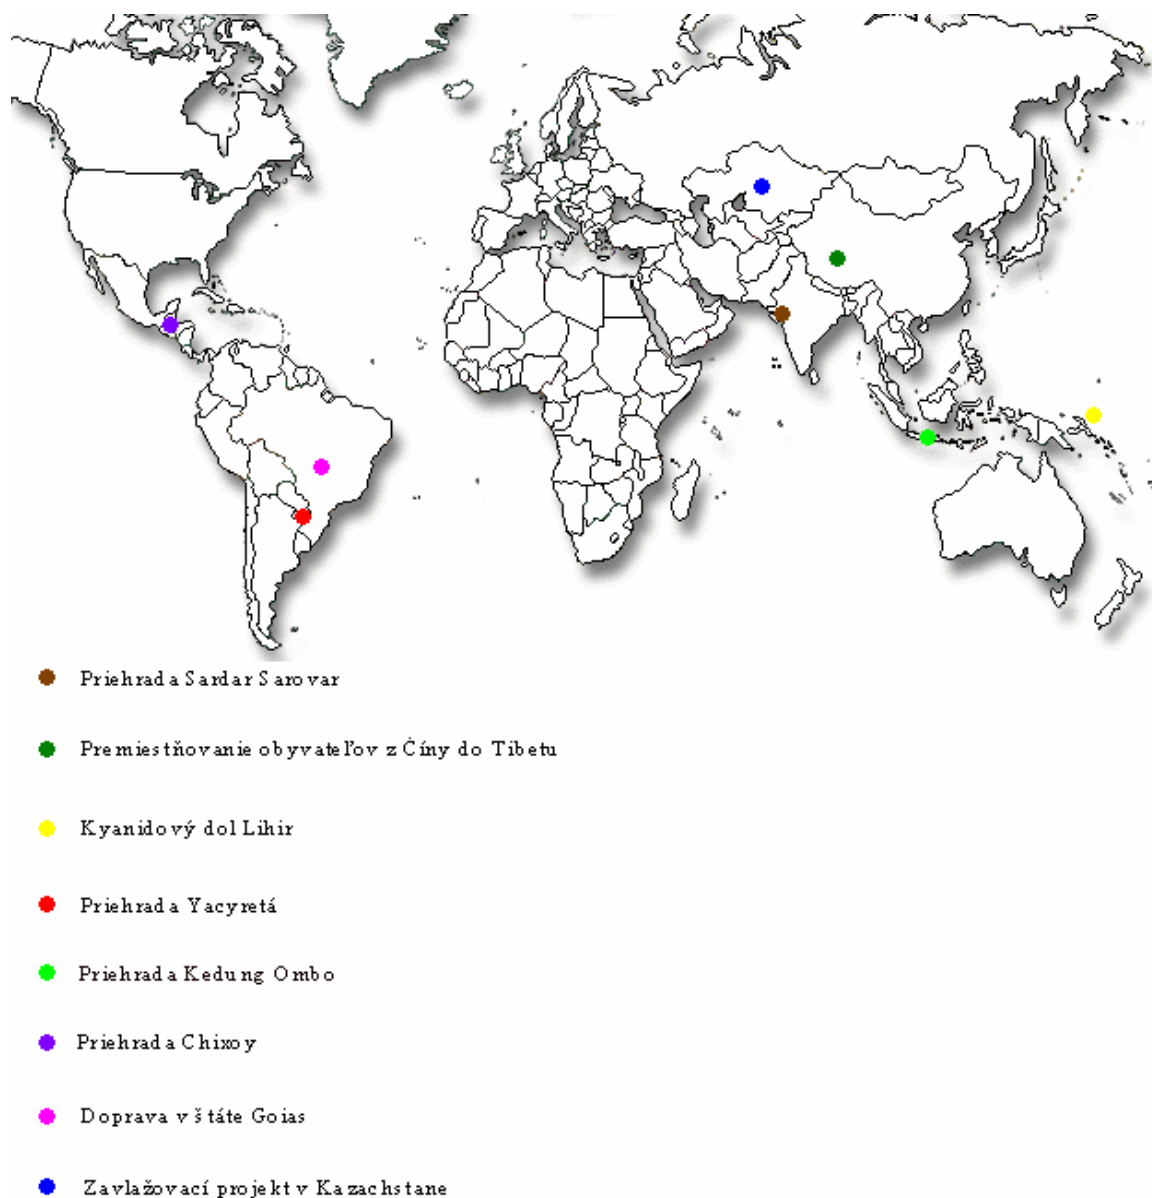 Priehrada Sardar Sarovar
Premiestňovanie obyvateľov z Číny do Tibetu
Kyanidový dol Lihir
Priehrada Yacyretá
Priehrada Kedung Ombo
Priehrada Chixoy
Doprava v štáte Goias
Zavlažovací projekt v Kazachstane